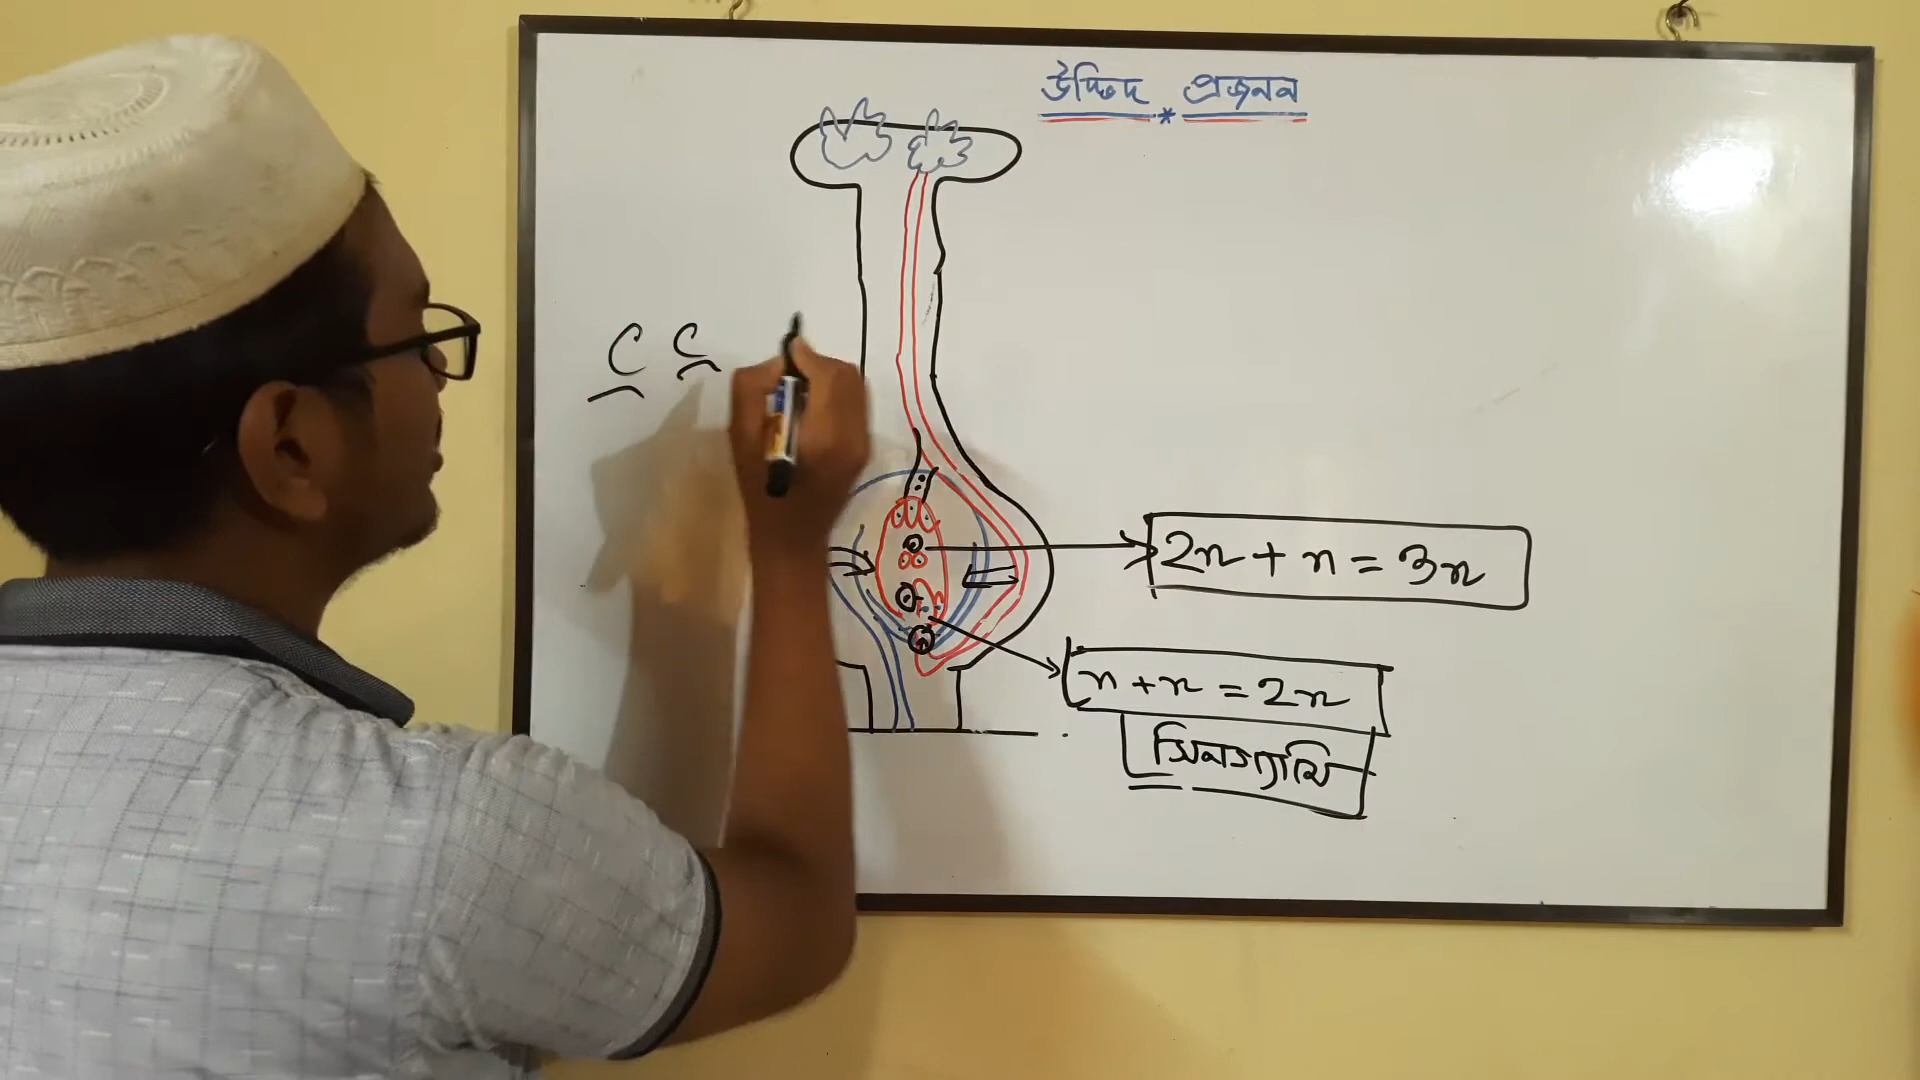 উদ্ভিদ * প্রজনন
C C
2n + n = 3n
n + n = 2n
সিনগ্যামি